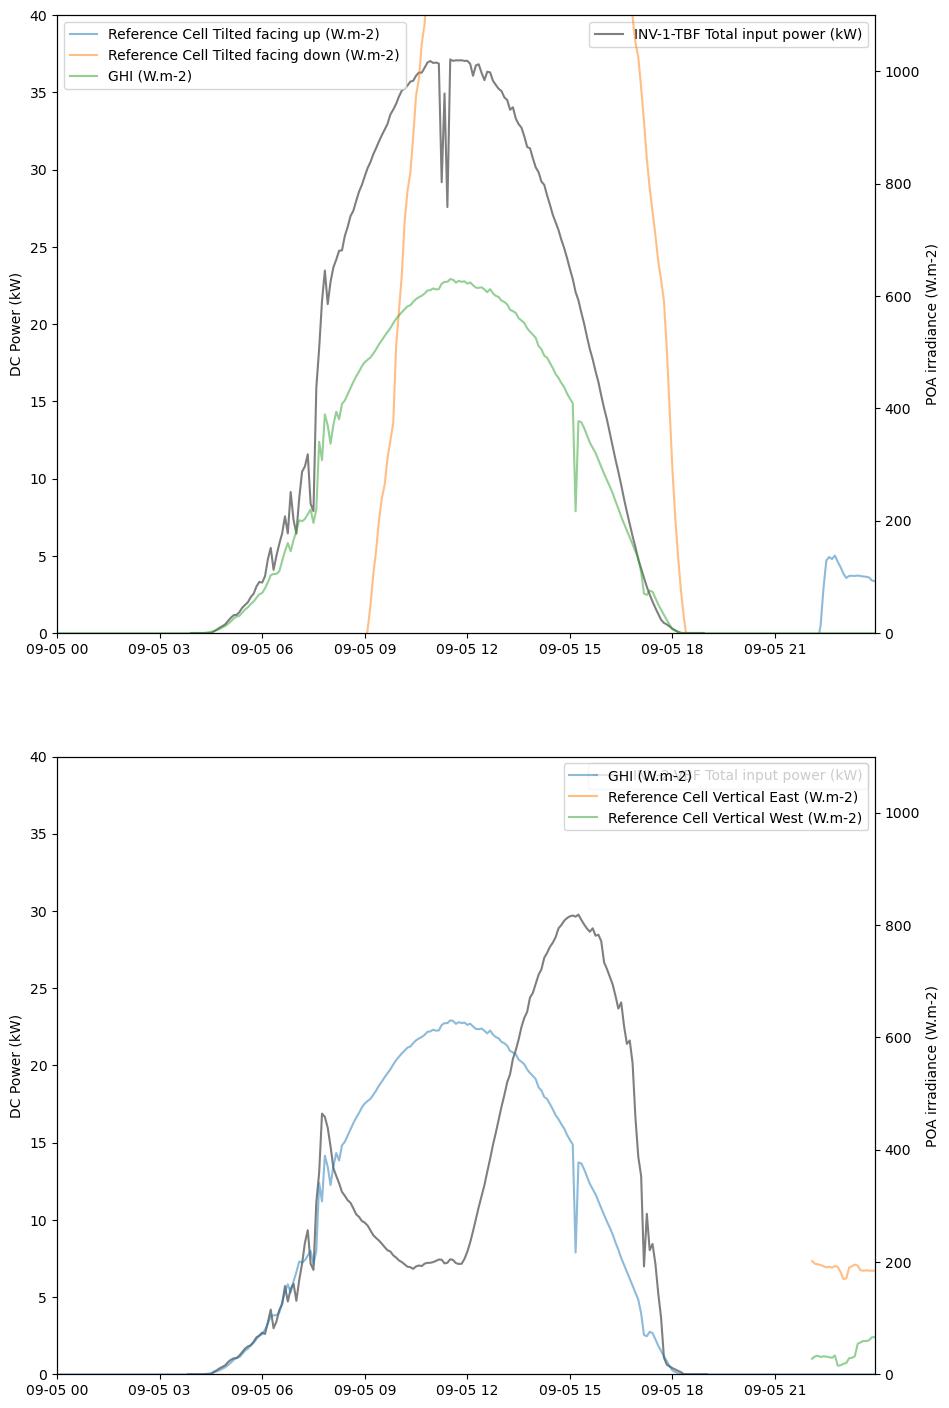 40
35
30
25
20
15
10
5
0
DC Power (kW)
Reference Cell Tilted facing up (W.m-2)
Reference Cell Tilted facing down (W.m-2)
GHI (W.m-2)
INV-1-TBF Total input power (kW)
1000
800
600
400
200
0
POA irradiance (W.m-2)
09-05 00 09-05 03 09-05 06 09-05 09 09-05 12 09-05 15 09-05 18 09-05 21
40
35
30
25
20
15
10
5
0
DC Power (kW)
GHI (W.m-2)
Total input power (kW)
Reference Cell Vertical East (W.m-2)
Reference Cell Vertical West (W.m-2)
1000
800
600
400
200
0
POA irradiance (W.m-2)
09-05 00 09-05 03 09-05 06 09-05 09 09-05 12 09-05 15 09-05 18 09-05 21